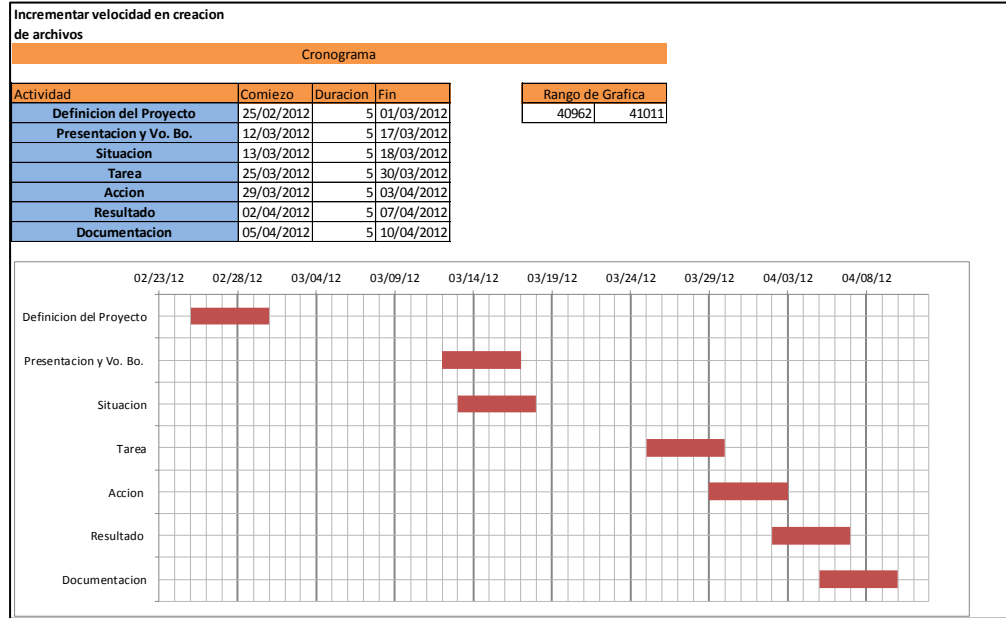 Incrementar velocidad en creacion
de archivos
Cronograma
Actividad Comiezo Duracion Fin
Definicion del Proyecto 25/02/2012 5 01/03/2012
Presentacion y Vo. Bo. 12/03/2012 5 17/03/2012
Situacion 13/03/2012 5 18/03/2012
Tarea 25/03/2012 5 30/03/2012
Accion 29/03/2012 5 03/04/2012
Resultado 02/04/2012 5 07/04/2012
Documentacion 05/04/2012 5 10/04/2012
Rango de Grafica
40962 41011
02/23/12 02/28/12 03/04/12 03/09/12 03/14/12 03/19/12 03/24/12 03/29/12 04/03/12 04/08/12
Definicion del Proyecto
Presentacion y Vo. Bo.
Situacion
Tarea
Accion
Resultado
Documentacion